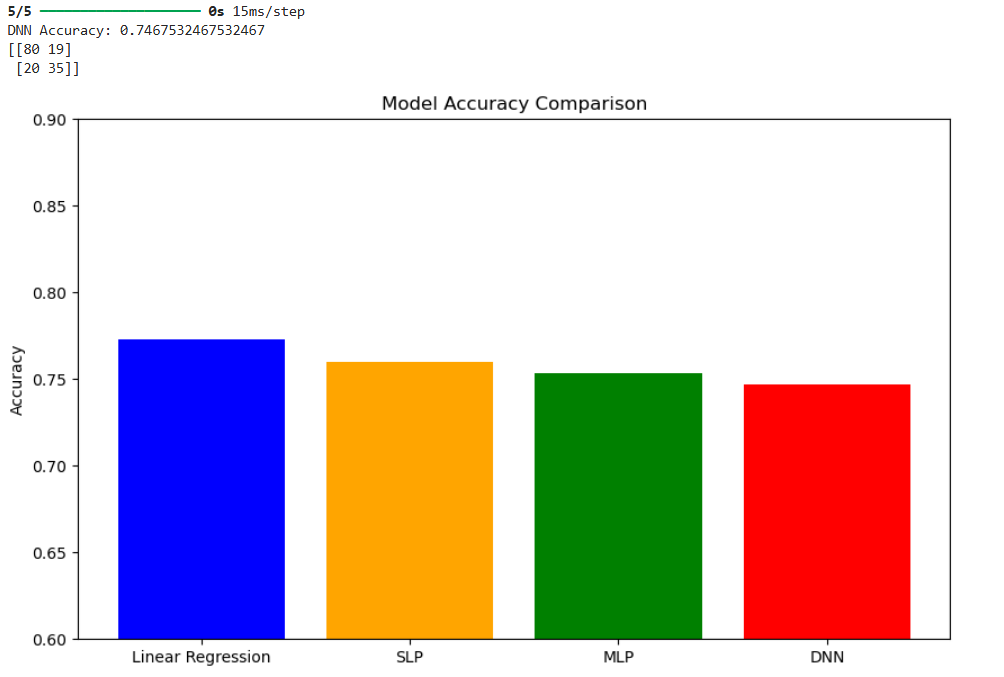 5/5 ━━━━━━━━━━━━━━━━━━━━ 0s 15ms/step
DNN Accuracy: 0.7467532467532467
[[80 19]
 [20 35]]
Model Accuracy Comparison
0.90
0.85
0.80
0.75
0.70
0.65
0.60
Accuracy
Linear Regression SLP MLP DNN